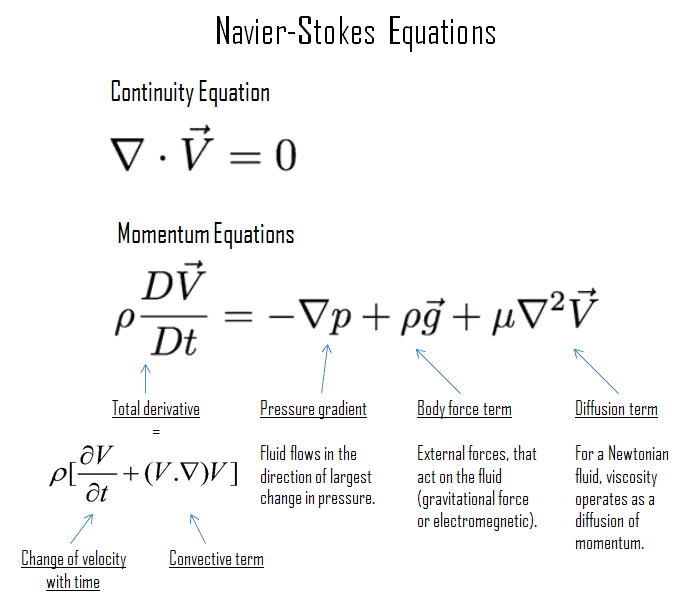 Navier-Stokes Equations
Continuity Equation
∇ · V⃗ = 0
Momentum Equations
ρ DV⃗/Dt = −∇p + ρg⃗ + μ∇²V⃗
Total derivative
=
ρ[∂V/∂t + (V.∇)V]
Change of velocity
with time
Convective term
Pressure gradient
Fluid flows in the
direction of largest
change in pressure.
Body force term
External forces, that
act on the fluid
(gravitational force
or electromegnetic).
Diffusion term
For a Newtonian
fluid, viscosity
operates as a
diffusion of
momentum.